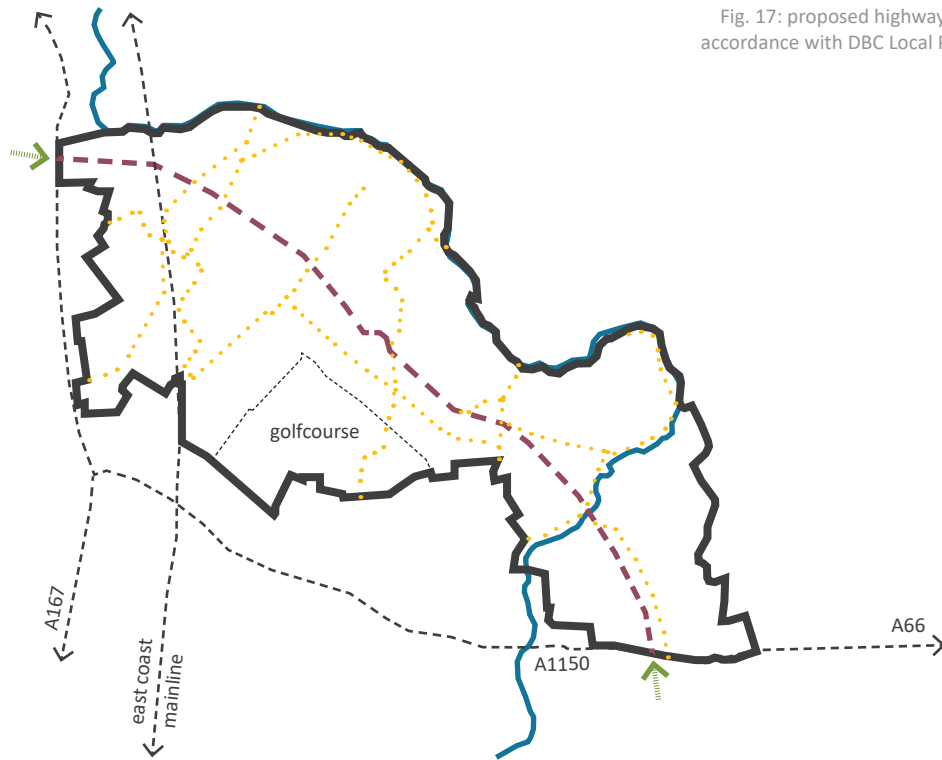 Fig. 17: proposed highway
accordance with DBC Local
golfcourse
A167
east coast
mainline
A1150
A66